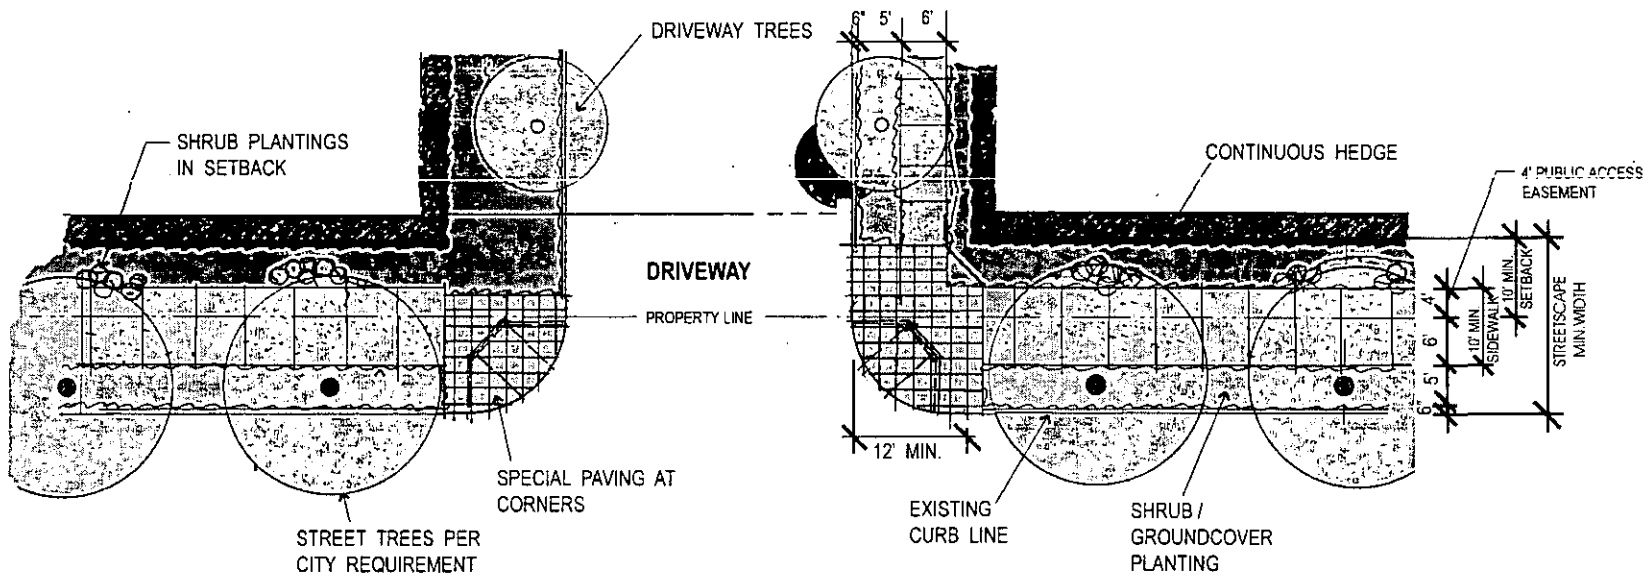 DRIVEWAY TREES
6" 5' 6'
SHRUB PLANTINGS
IN SETBACK
CONTINUOUS HEDGE
4' PUBLIC ACCESS
EASEMENT
DRIVEWAY
PROPERTY LINE
4'
6'
5'
6"
10' MIN.
SIDEWALK
10' MIN.
SETBACK
STREETSCAPE
MIN. WIDTH
12' MIN.
SPECIAL PAVING AT
CORNERS
STREET TREES PER
CITY REQUIREMENT
EXISTING
CURB LINE
SHRUB /
GROUNDCOVER
PLANTING